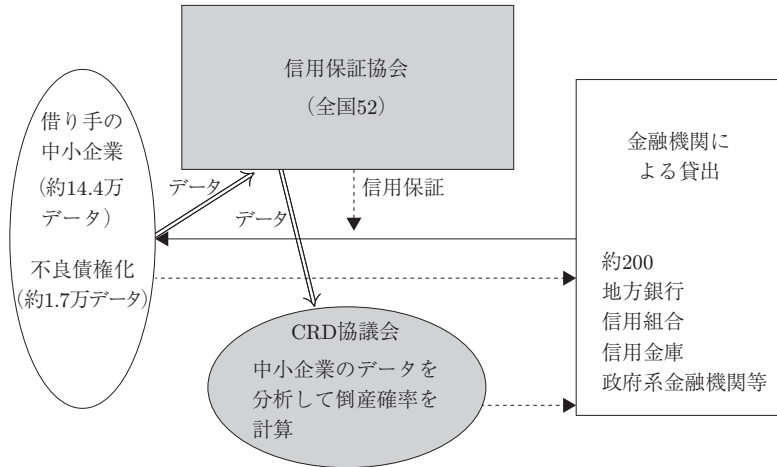 信用保証協会
(全国52)
借り手の
中小企業
(約14.4万
データ)
不良債権化
(約1.7万データ)
データ
データ
信用保証
金融機関に
よる貸出
約200
地方銀行
信用組合
信用金庫
政府系金融機関等
CRD協議会
中小企業のデータを
分析して倒産確率を
計算